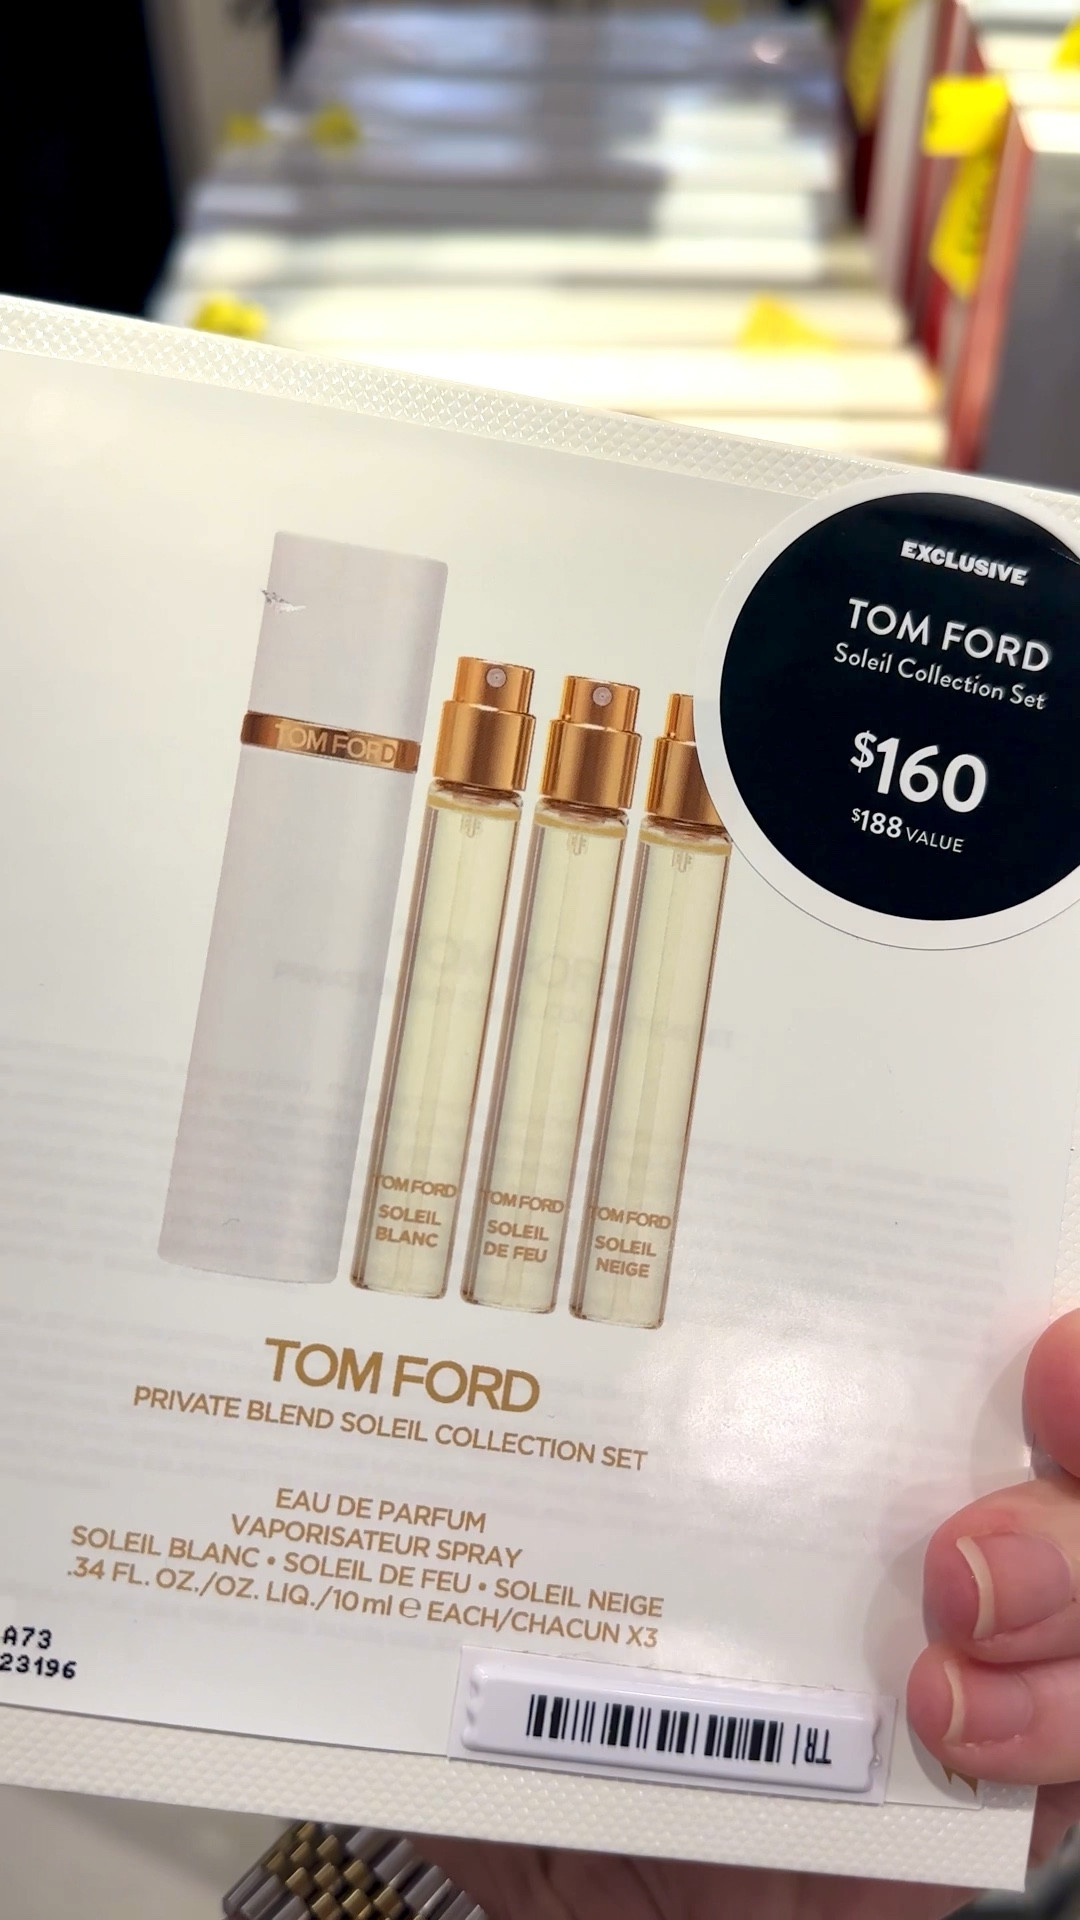 EXCLUSIVE
TOM FORD
Soleil Collection Set
$160
$188 VALUE
TOM FORD
TOM FORD
SOLEIL
BLANC
TOM FORD
SOLEIL
DE FEU
TOM FORD
SOLEIL
NEIGE
TOM FORD
PRIVATE BLEND SOLEIL COLLECTION SET
EAU DE PARFUM
VAPORISATEUR SPRAY
SOLEIL BLANC • SOLEIL DE FEU • SOLEIL NEIGE
.34 FL. OZ./OZ. LIQ./10 ml ℮ EACH/CHACUN X3
A73
23196